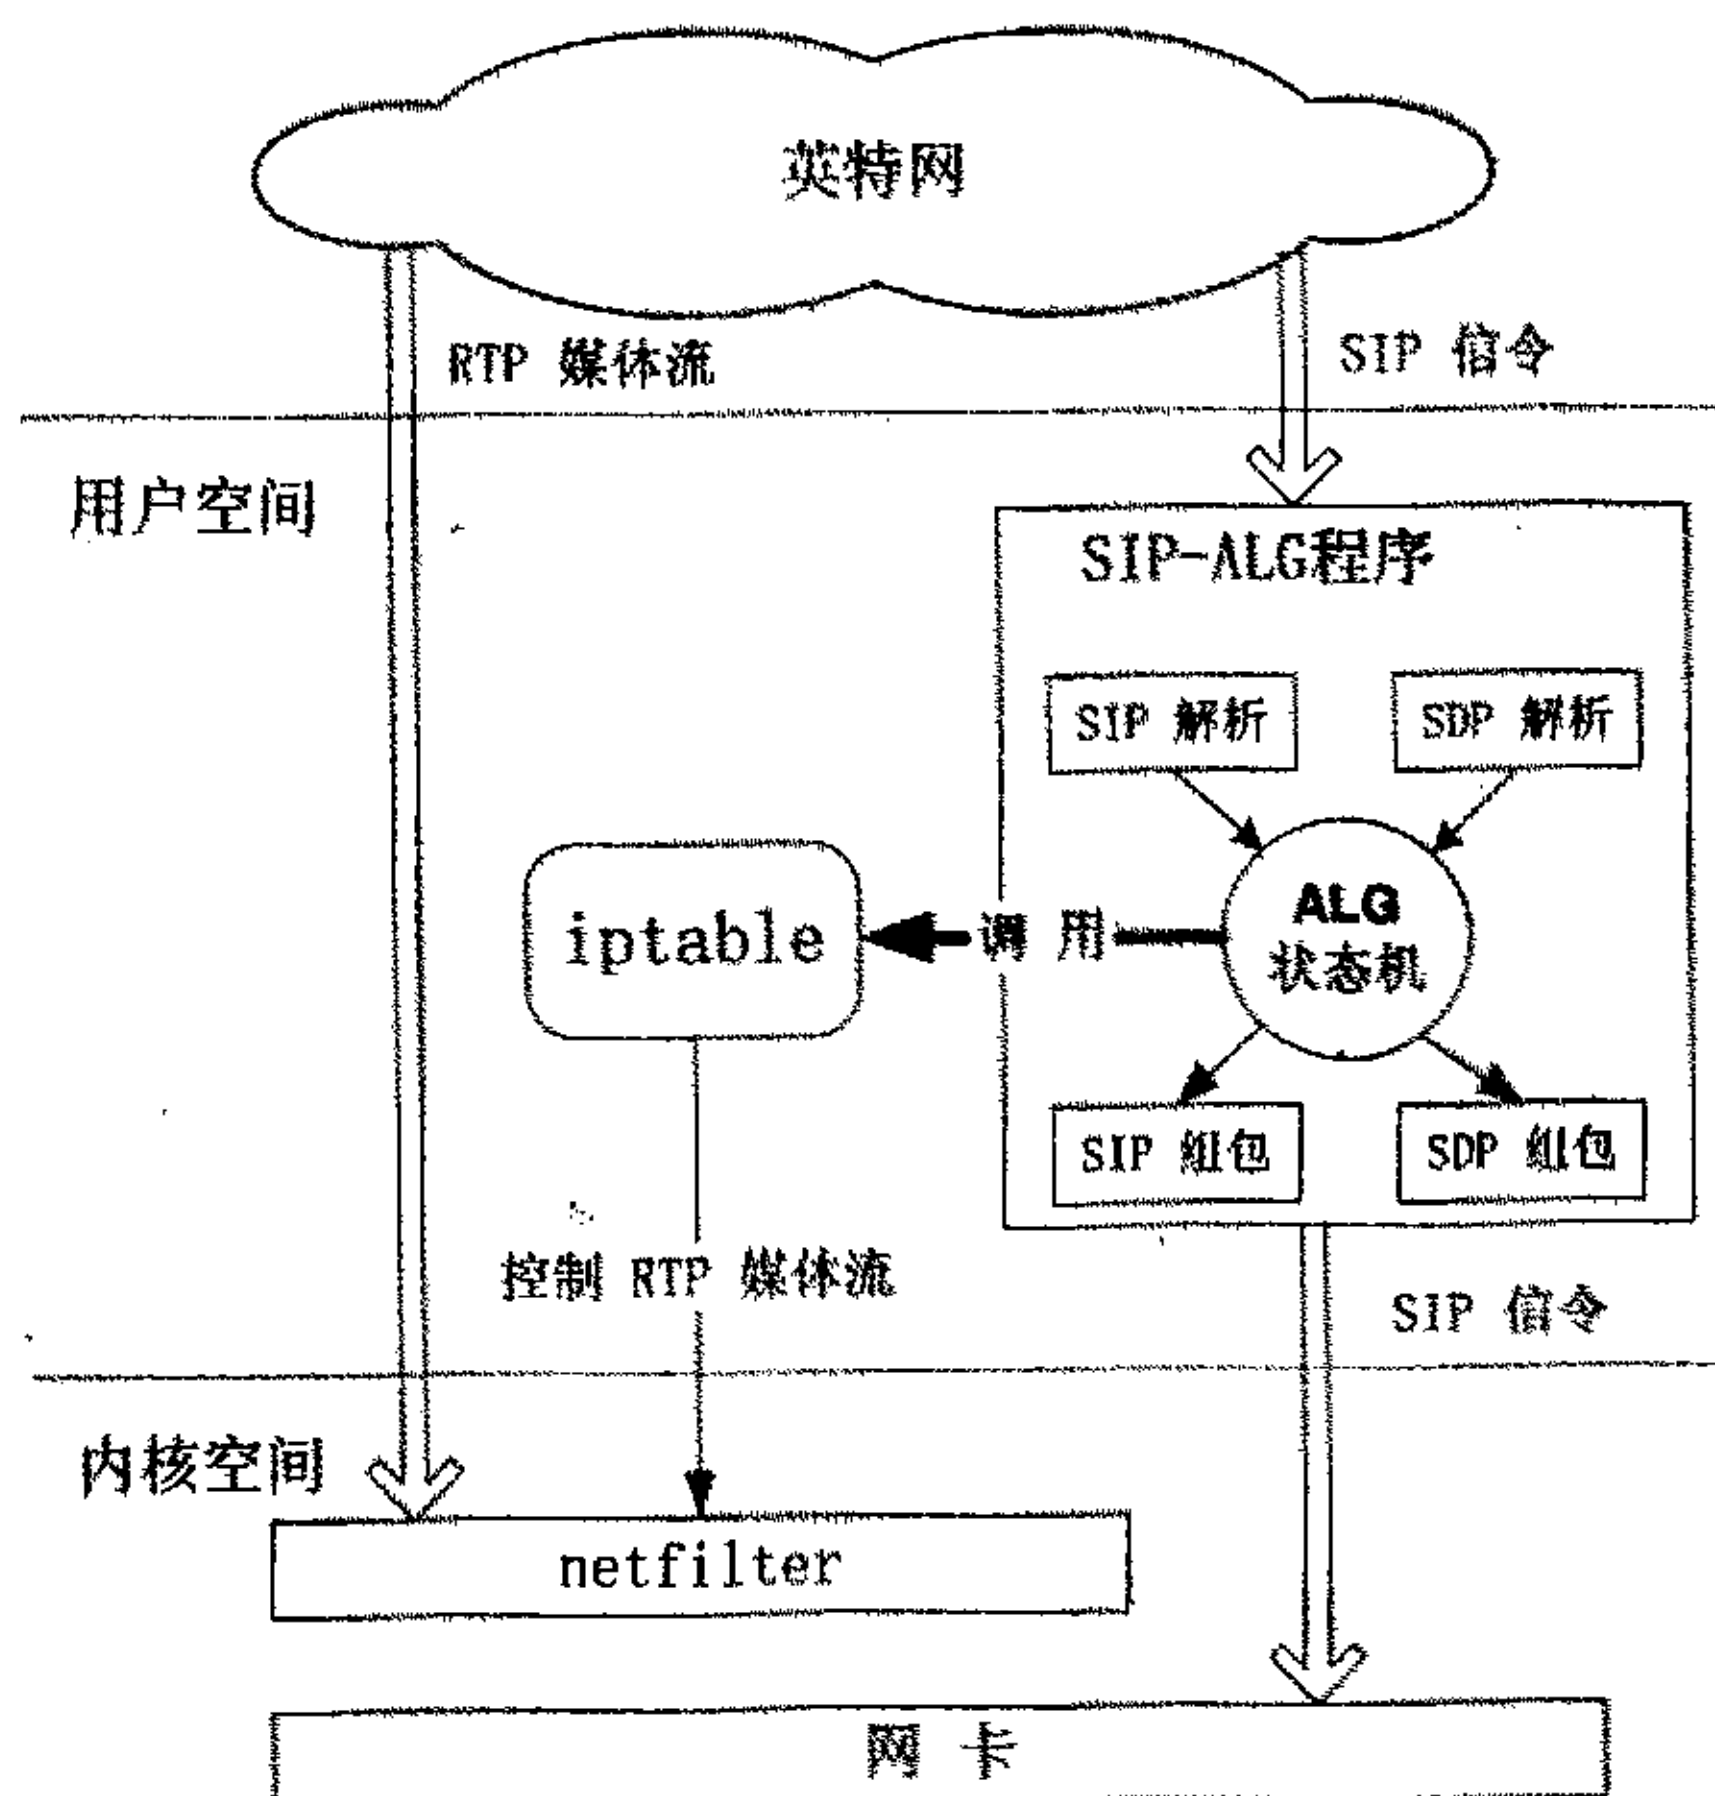 英特网
RTP 媒体流
SIP 信令
用户空间
SIP-ALG程序
SIP 解析
SDP 解析
ALG
状态机
调 用
iptable
SIP 组包
SDP 组包
控制 RTP 媒体流
SIP 信令
内核空间
netfilter
网 卡